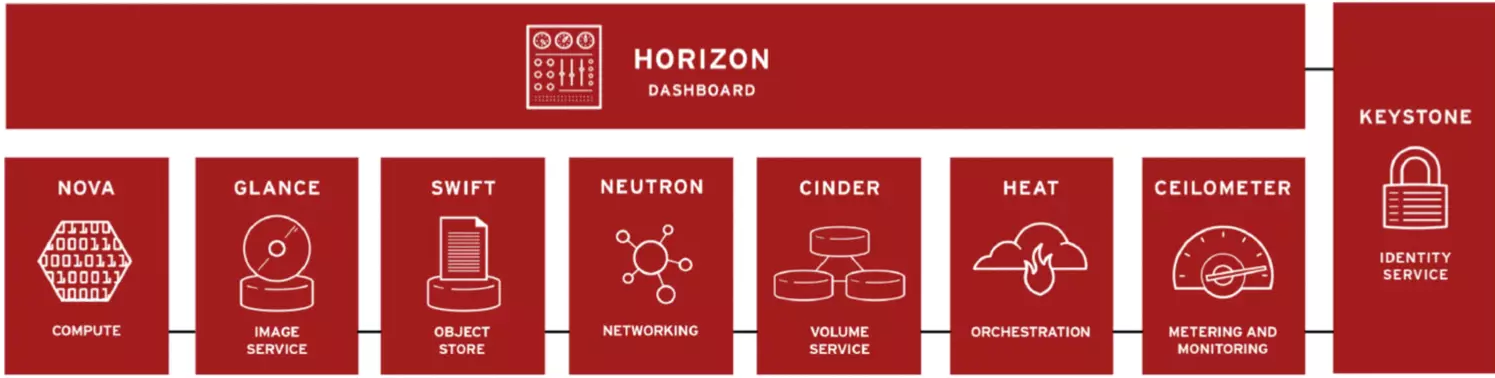 HORIZON
DASHBOARD
KEYSTONE
IDENTITY
SERVICE
NOVA
COMPUTE
GLANCE
IMAGE
SERVICE
SWIFT
OBJECT
STORE
NEUTRON
NETWORKING
CINDER
VOLUME
SERVICE
HEAT
ORCHESTRATION
CEILOMETER
METERING AND
MONITORING